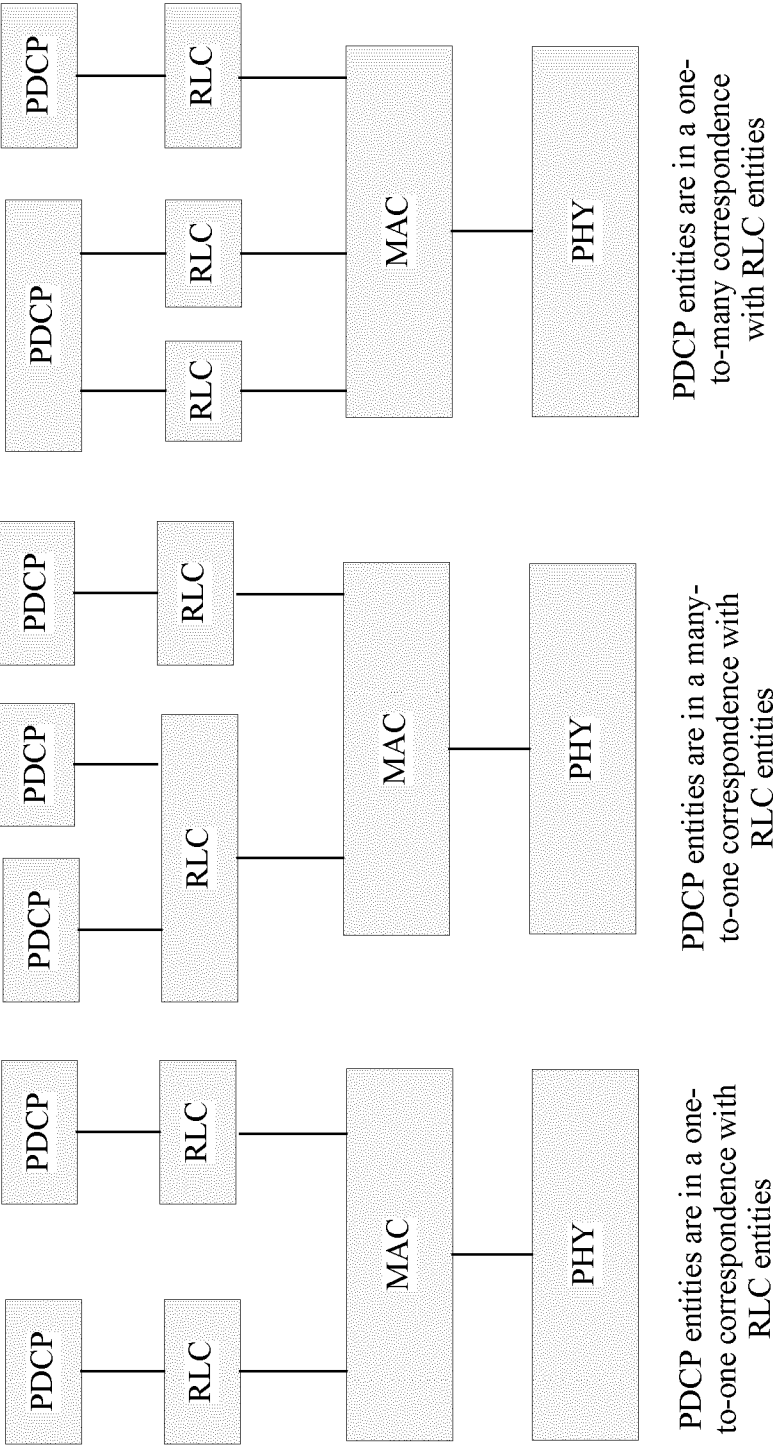 PDCP
PDCP
RLC
RLC
MAC
PHY
PDCP entities are in a one-
to-one correspondence with
RLC entities
PDCP
PDCP
PDCP
RLC
RLC
MAC
PHY
PDCP entities are in a many-
to-one correspondence with
RLC entities
PDCP
PDCP
RLC
RLC
RLC
MAC
PHY
PDCP entities are in a one-
to-many correspondence
with RLC entities